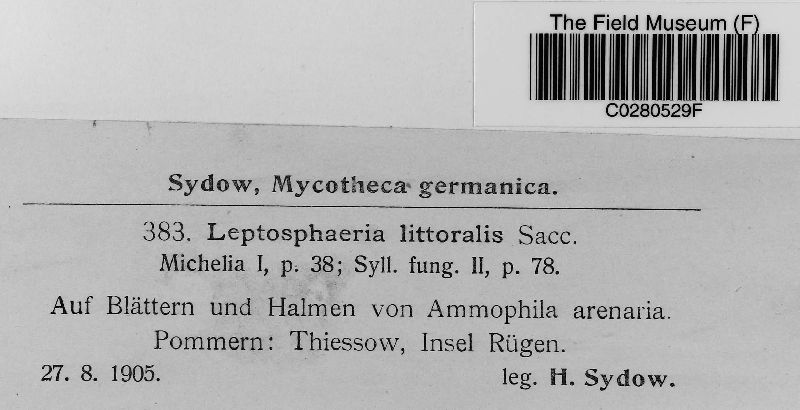 The Field Museum (F)
C0280529F
Sydow, Mycotheca germanica.
383. Leptosphaeria littoralis Sacc.
Michelia I, p. 38; Syll. fung. II, p. 78.
Auf Blättern und Halmen von Ammophila arenaria.
Pommern: Thiessow, Insel Rügen.
27. 8. 1905. leg. H. Sydow.